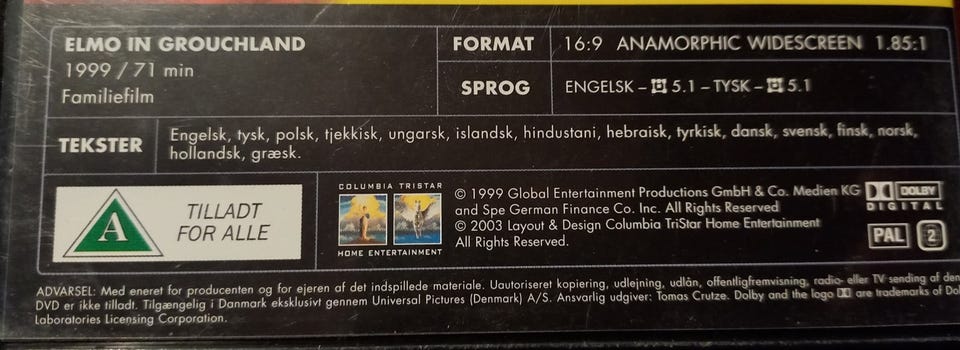 ELMO IN GROUCHLAND
1999 / 71 min
Familiefilm
FORMAT
16:9 ANAMORPHIC WIDESCREEN 1.85:1
SPROG
ENGELSK – 5.1 – TYSK – 5.1
TEKSTER
Engelsk, tysk, polsk, tjekkisk, ungarsk, islandsk, hindustani, hebraisk, tyrkisk, dansk, svensk, finsk, norsk,
hollandsk, græsk.
A
TILLADT
FOR ALLE
COLUMBIA TRISTAR
HOME ENTERTAINMENT
© 1999 Global Entertainment Productions GmbH & Co. Medien KG
and Spe German Finance Co. Inc. All Rights Reserved
© 2003 Layout & Design Columbia TriStar Home Entertainment
All Rights Reserved.
DOLBY
DIGITAL
PAL 2
ADVARSEL: Med eneret for producenten og for ejeren af det indspillede materiale. Uautoriseret kopiering, udlejning, udlån, offentligfremvisning, radio- eller TV sending af den
DVD er ikke tilladt. Tilgængelig i Danmark eksklusivt gennem Universal Pictures (Denmark) A/S. Ansvarlig udgiver: Tomas Crutze. Dolby and the logo are trademarks of Dol
Laboratories Licensing Corporation.